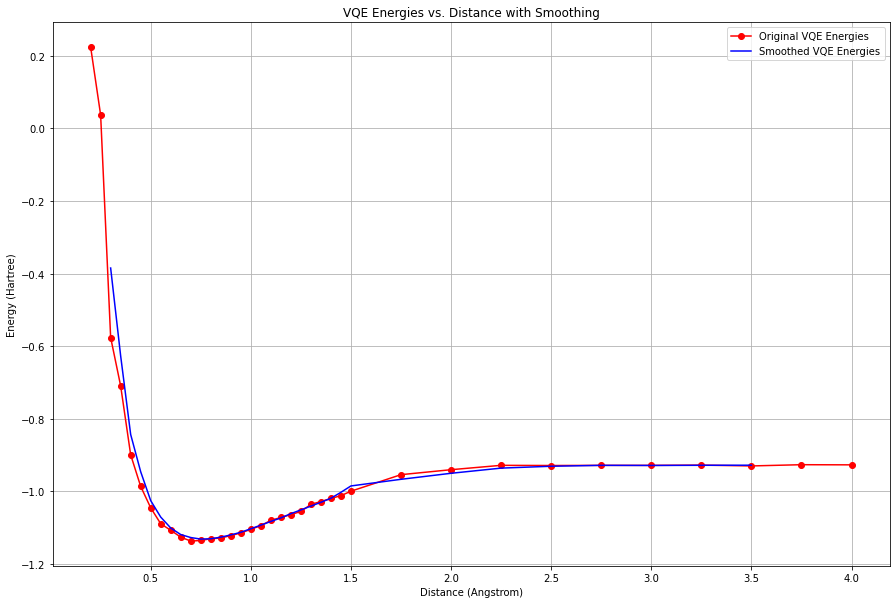 VQE Energies vs. Distance with Smoothing
Original VQE Energies
Smoothed VQE Energies
Energy (Hartree)
0.2
0.0
−0.2
−0.4
−0.6
−0.8
−1.0
−1.2
0.5 1.0 1.5 2.0 2.5 3.0 3.5 4.0
Distance (Angstrom)